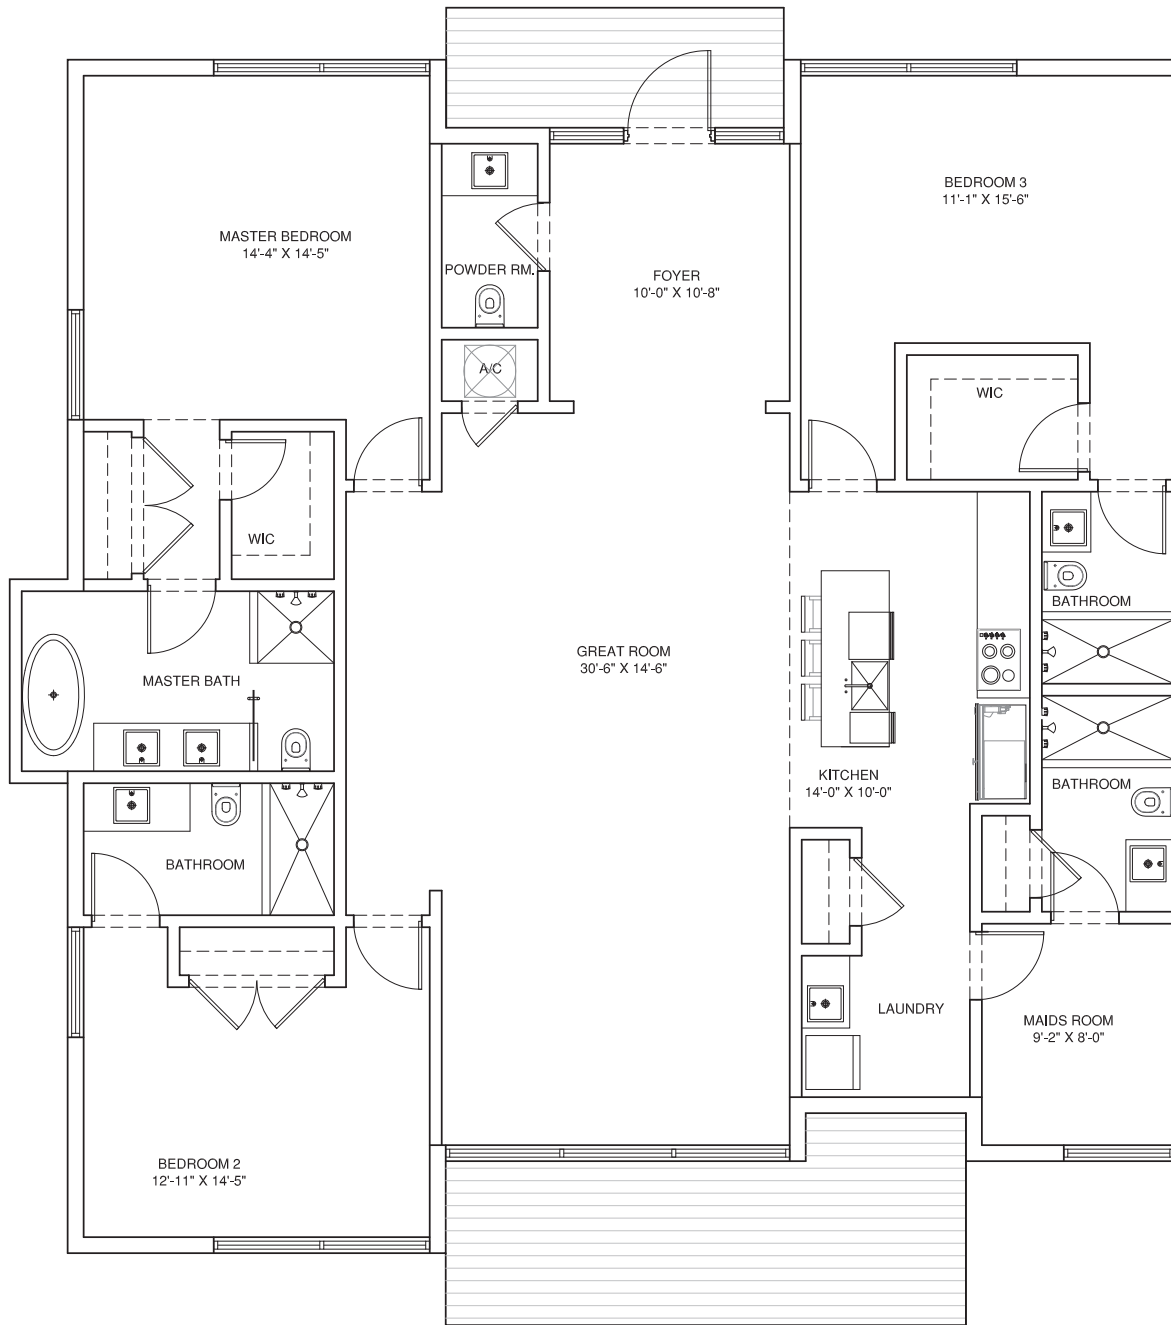 BEDROOM 3
11'-1" X 15'-6"
MASTER BEDROOM
14'-4" X 14'-5"
POWDER RM.
FOYER
10'-0" X 10'-8"
A/C
WIC
WIC
BATHROOM
GREAT ROOM
30'-6" X 14'-6"
MASTER BATH
KITCHEN
14'-0" X 10'-0"
BATHROOM
BATHROOM
LAUNDRY
MAIDS ROOM
9'-2" X 8'-0"
BEDROOM 2
12'-11" X 14'-5"